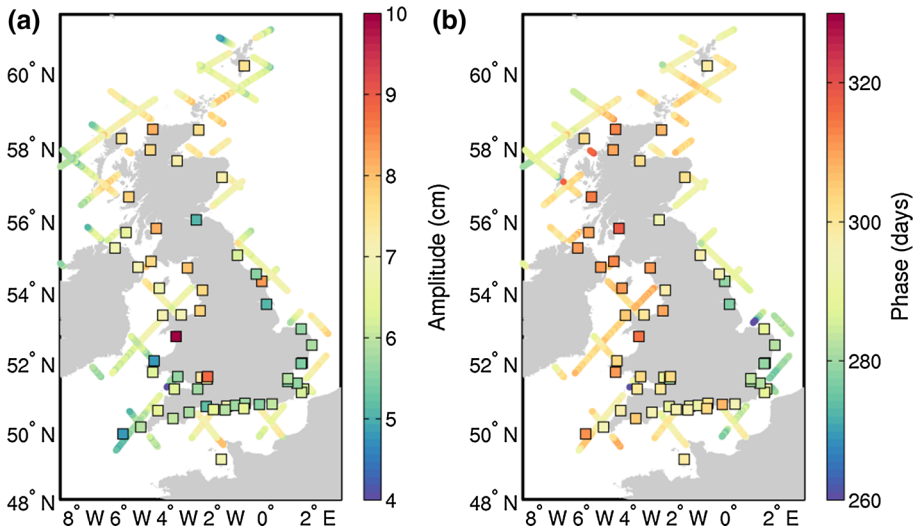 (a)
60° N
58° N
56° N
54° N
52° N
50° N
48° N
8° W 6° W 4° W 2° W 0° 2° E
10
9
8
7
6
5
4
Amplitude (cm)
(b)
60° N
58° N
56° N
54° N
52° N
50° N
48° N
8° W 6° W 4° W 2° W 0° 2° E
320
300
280
260
Phase (days)